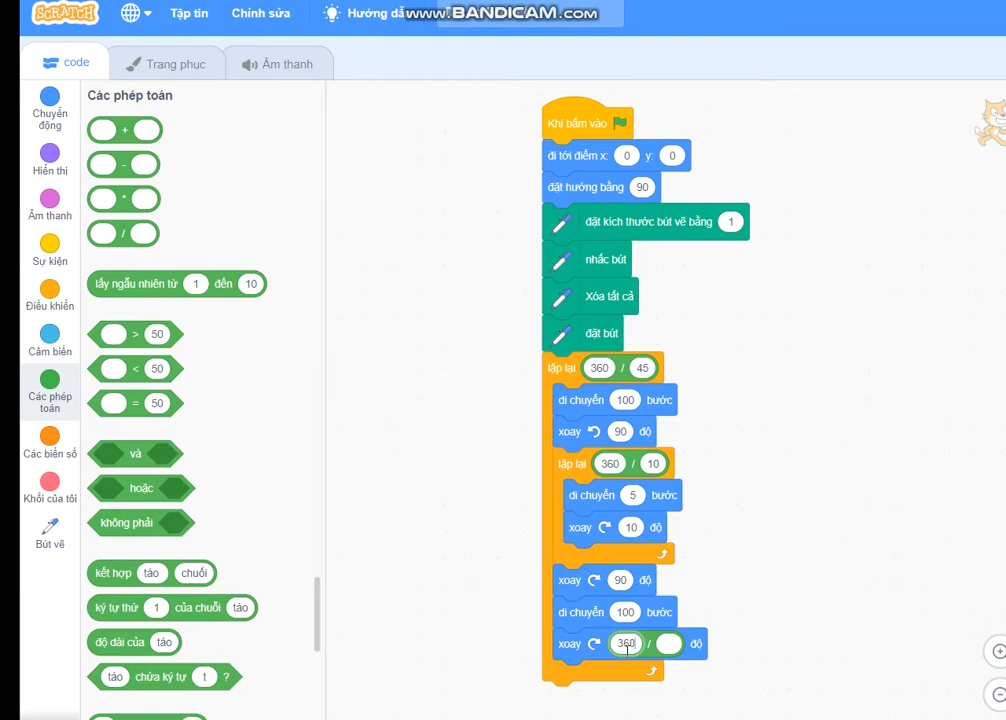 SCRATCH
Tập tin
Chỉnh sửa
Hướng dẫ
www.BANDICAM.com
code
Trang phục
Âm thanh
Chuyển động
Hiển thị
Âm thanh
Sự kiện
Điều khiển
Cảm biến
Các phép toán
Các biến số
Khối của tôi
Bút vẽ
Các phép toán
+
-
*
/
lấy ngẫu nhiên từ 1 đến 10
> 50
< 50
= 50
và
hoặc
không phải
kết hợp táo chuối
ký tự thứ 1 của chuỗi táo
độ dài của táo
táo chứa ký tự t ?
Khi bấm vào
đi tới điểm x: 0 y: 0
đặt hướng bằng 90
đặt kích thước bút vẽ bằng 1
nhấc bút
Xóa tất cả
đặt bút
lặp lại 360 / 45
di chuyển 100 bước
xoay 90 độ
lặp lại 360 / 10
di chuyển 5 bước
xoay 10 độ
xoay 90 độ
di chuyển 100 bước
xoay 360 / độ